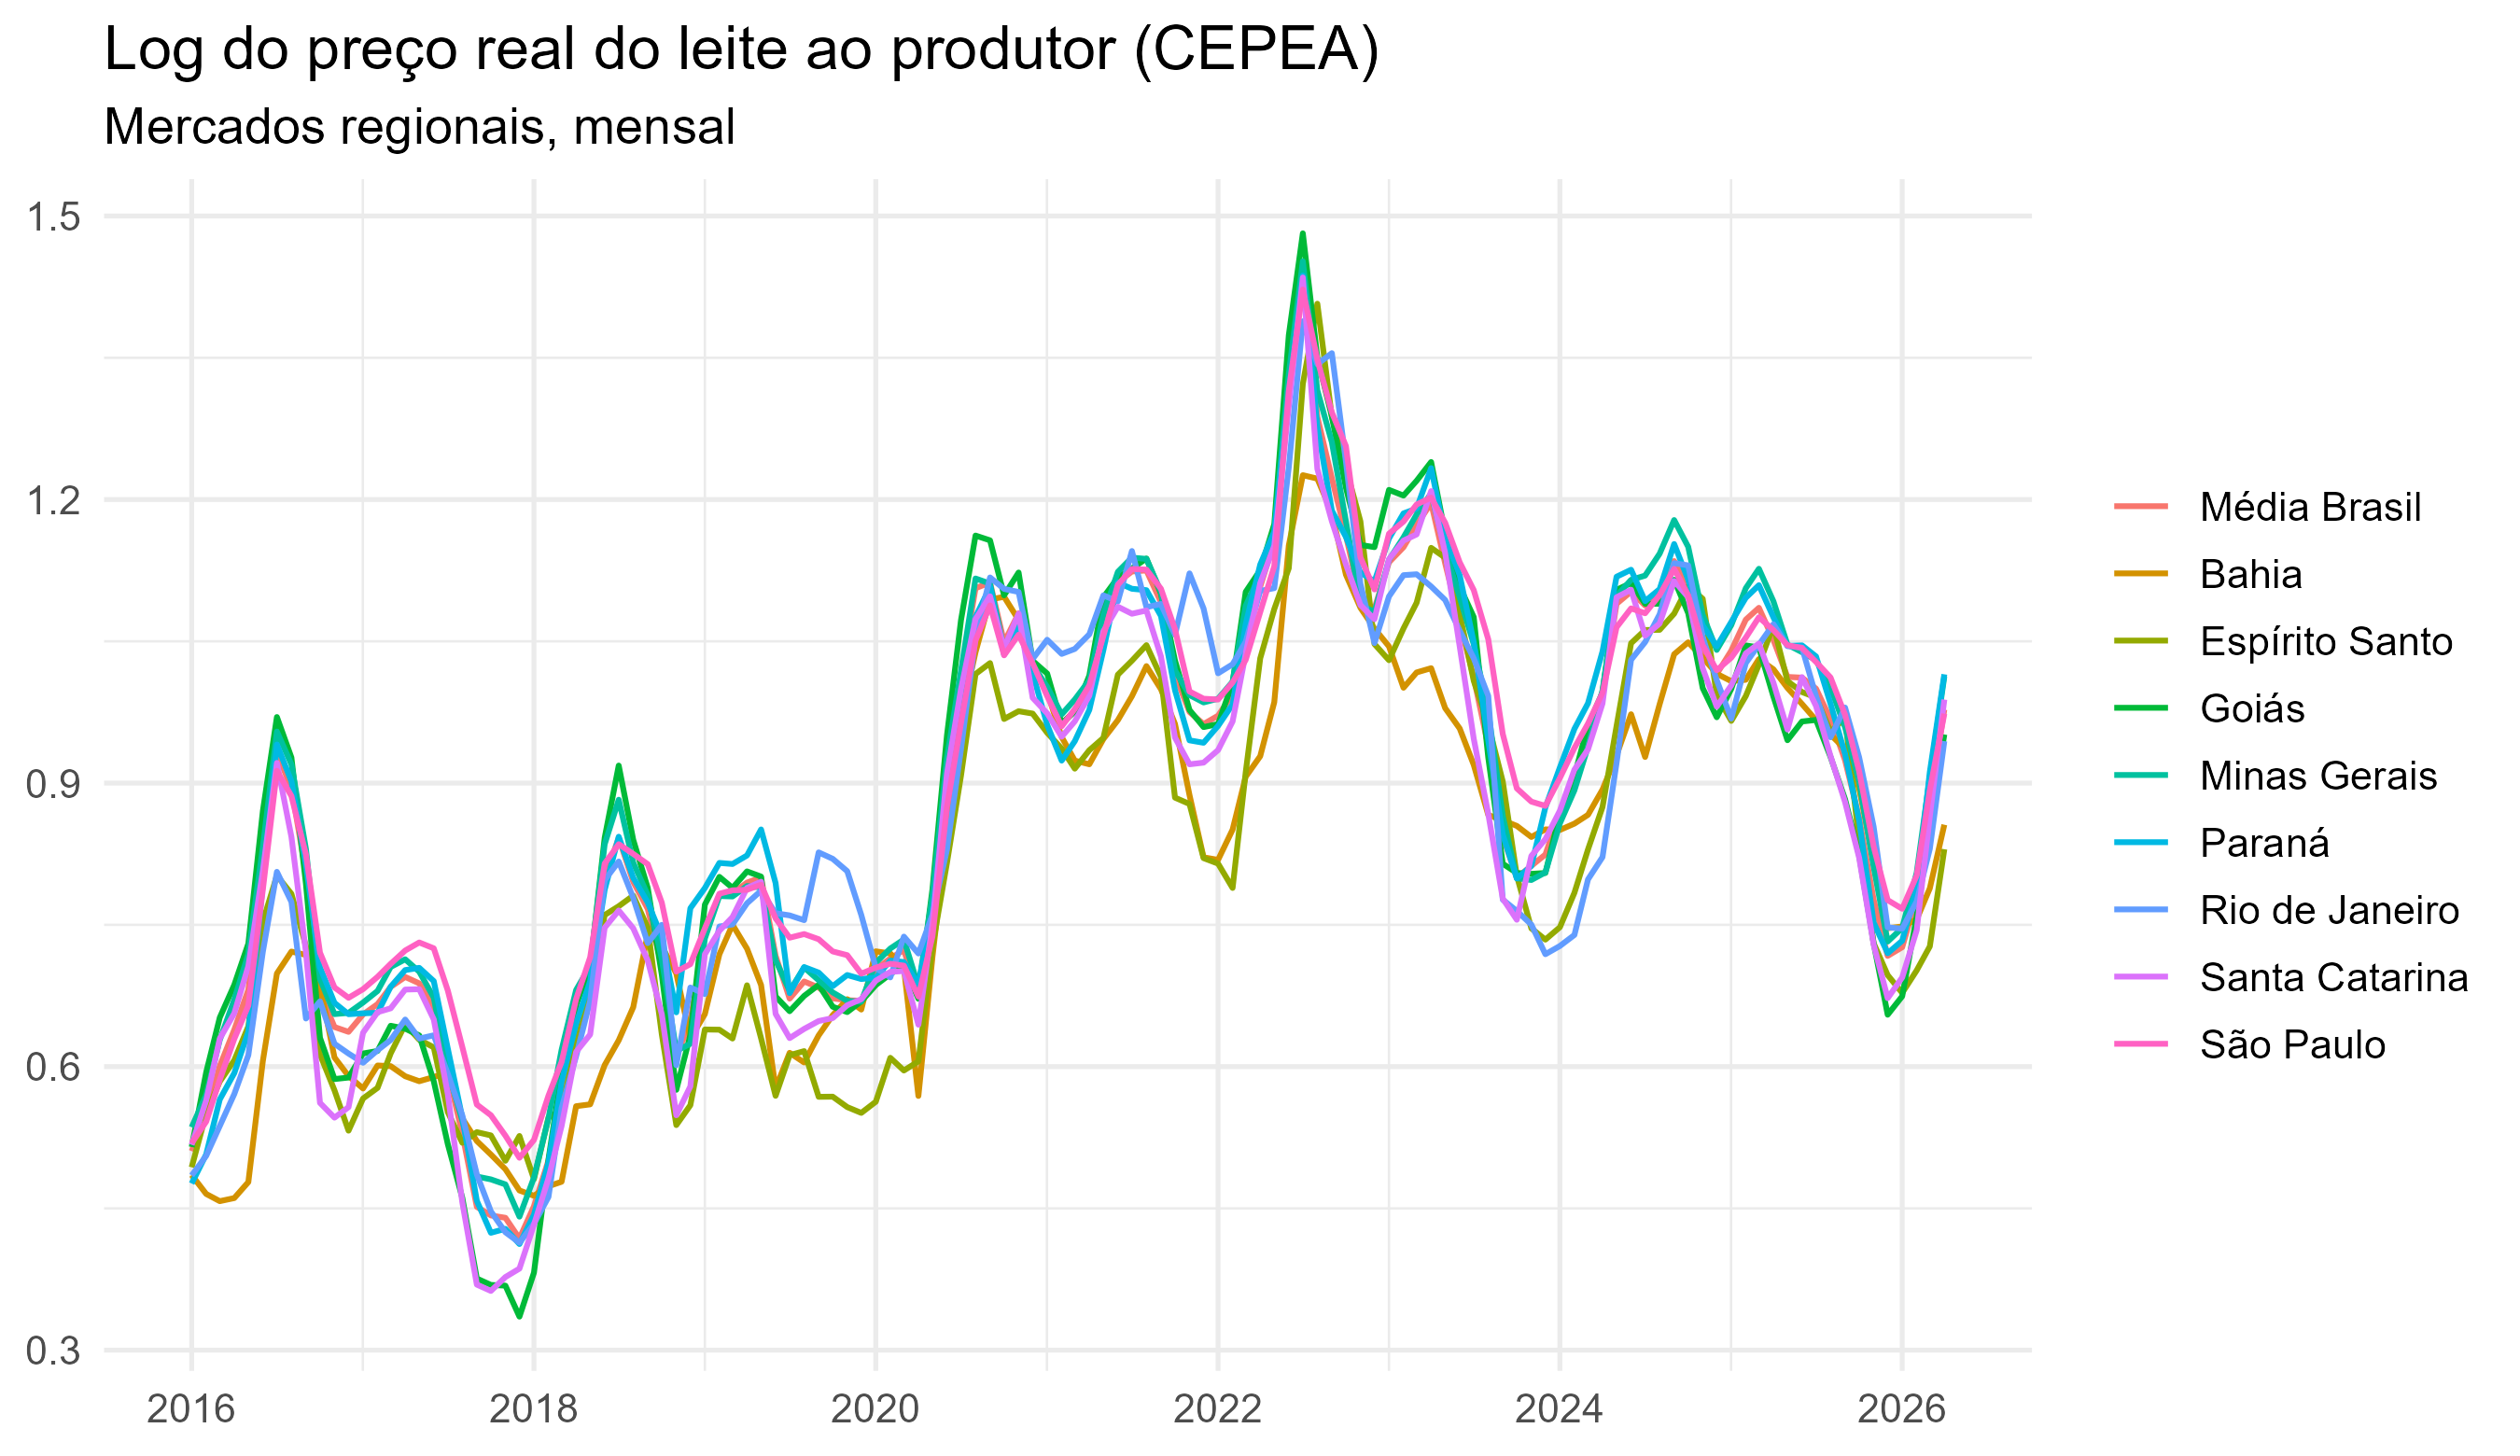 Log do preço real do leite ao produtor (CEPEA)
Mercados regionais, mensal
1.5
1.2
0.9
0.6
0.3
2016
2018
2020
2022
2024
2026
Média Brasil
Bahia
Espírito Santo
Goiás
Minas Gerais
Paraná
Rio de Janeiro
Santa Catarina
São Paulo